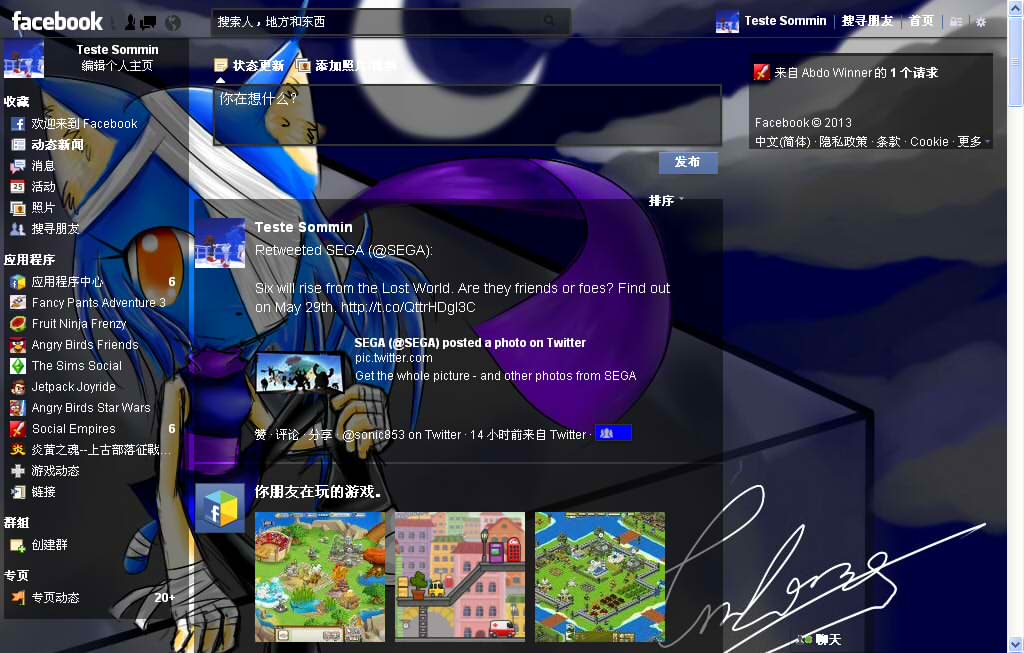 facebook
搜索人，地方和东西
Teste Sommin
搜寻朋友
首页
Teste Sommin
编辑个人主页
收藏
欢迎来到 Facebook
动态新闻
消息
25
活动
照片
搜寻朋友
应用程序
应用程序中心 6
Fancy Pants Adventure 3
Fruit Ninja Frenzy
Angry Birds Friends
The Sims Social
Jetpack Joyride
Angry Birds Star Wars
Social Empires 6
炎黄之魂--上古部落征戰...
游戏动态
链接
群组
创建群
专页
专页动态 20+
状态更新
添加照片/视频
你在想什么?
发布
排序
Teste Sommin
Retweeted SEGA (@SEGA):
Six will rise from the Lost World. Are they friends or foes? Find out
on May 29th. http://t.co/QttrHDgI3C
SEGA (@SEGA) posted a photo on Twitter
pic.twitter.com
Get the whole picture - and other photos from SEGA
赞 · 评论 · 分享 · @sonic853 on Twitter · 14 小时前来自 Twitter ·
你朋友在玩的游戏。
来自 Abdo Winner 的 1 个请求
Facebook © 2013
中文(简体) · 隐私政策 · 条款 · Cookie · 更多
聊天